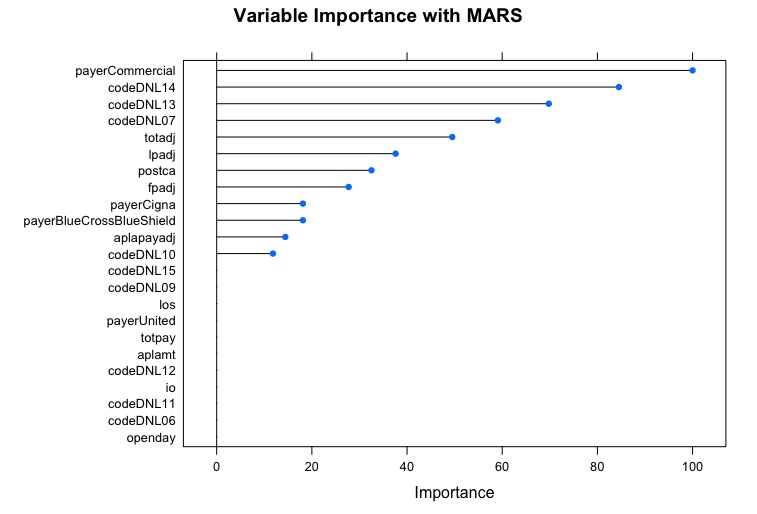 Variable Importance with MARS
payerCommercial
codeDNL14
codeDNL13
codeDNL07
totadj
lpadj
postca
fpadj
payerCigna
payerBlueCrossBlueShield
aplapayadj
codeDNL10
codeDNL15
codeDNL09
los
payerUnited
totpay
aplamt
codeDNL12
io
codeDNL11
codeDNL06
openday
0 20 40 60 80 100
Importance